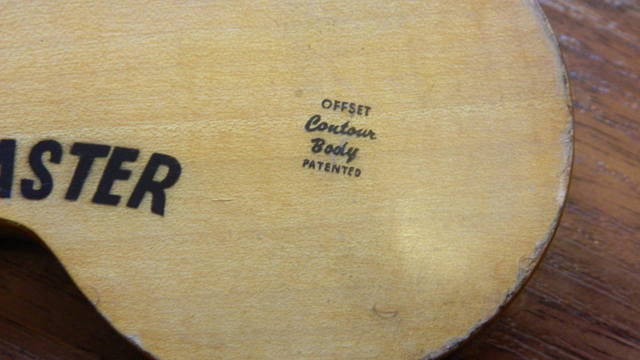 ASTER
OFFSET
Contour
Body
PATENTED